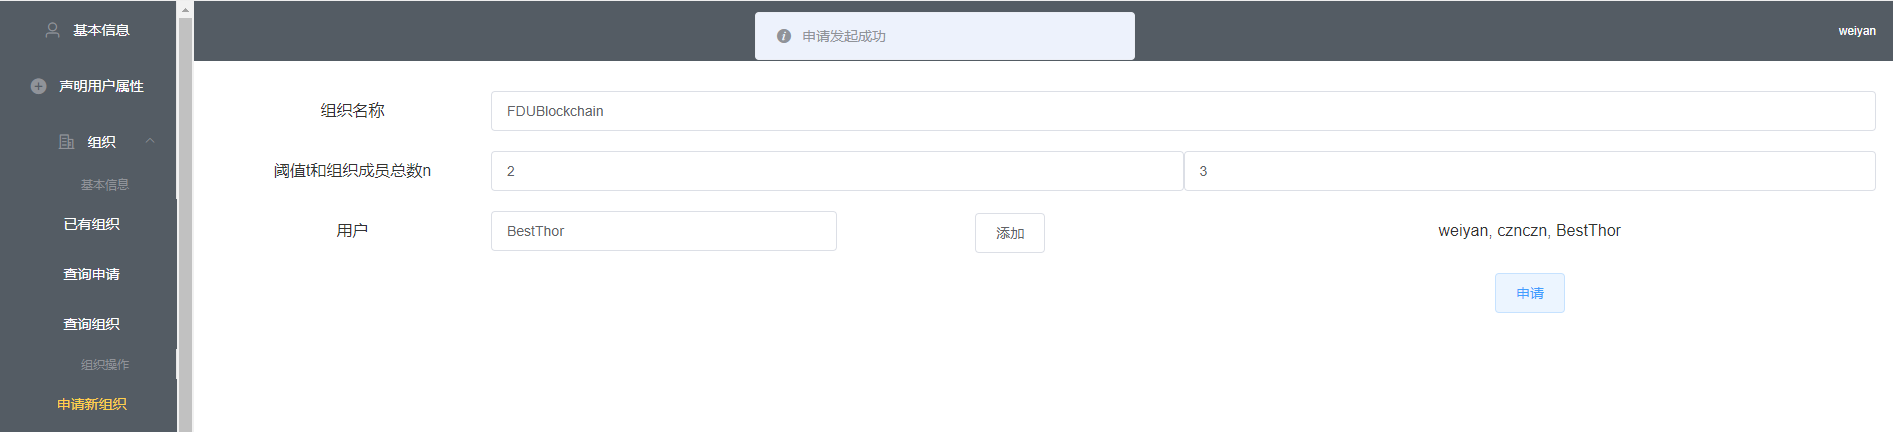 基本信息
声明用户属性
组织
基本信息
已有组织
查询申请
查询组织
组织操作
申请新组织
申请发起成功
weiyan
组织名称
FDUBlockchain
阈值t和组织成员总数n
2
3
用户
BestThor
添加
weiyan, cznczn, BestThor
申请